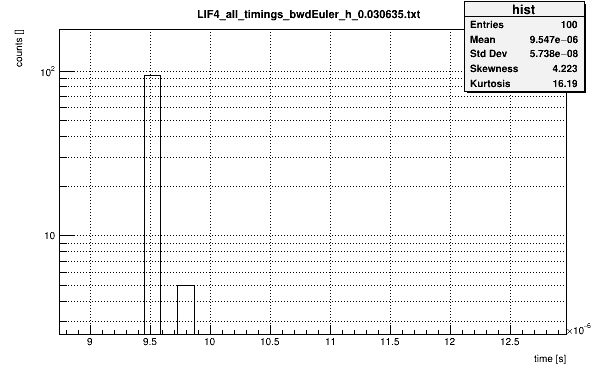 LIF4_all_timings_bwdEuler_h_0.030635.txt
hist
Entries 100
Mean 9.547e−06
Std Dev 5.738e−08
Skewness 4.223
Kurtosis 16.19
counts []
10²
10
9 9.5 10 10.5 11 11.5 12 12.5
×10⁻⁶
time [s]